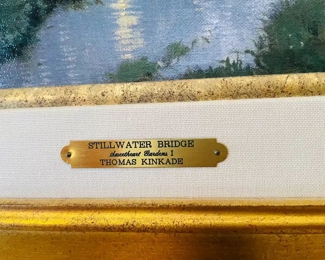 STILLWATER BRIDGE
Sweetheart Gardens I
THOMAS KINKADE